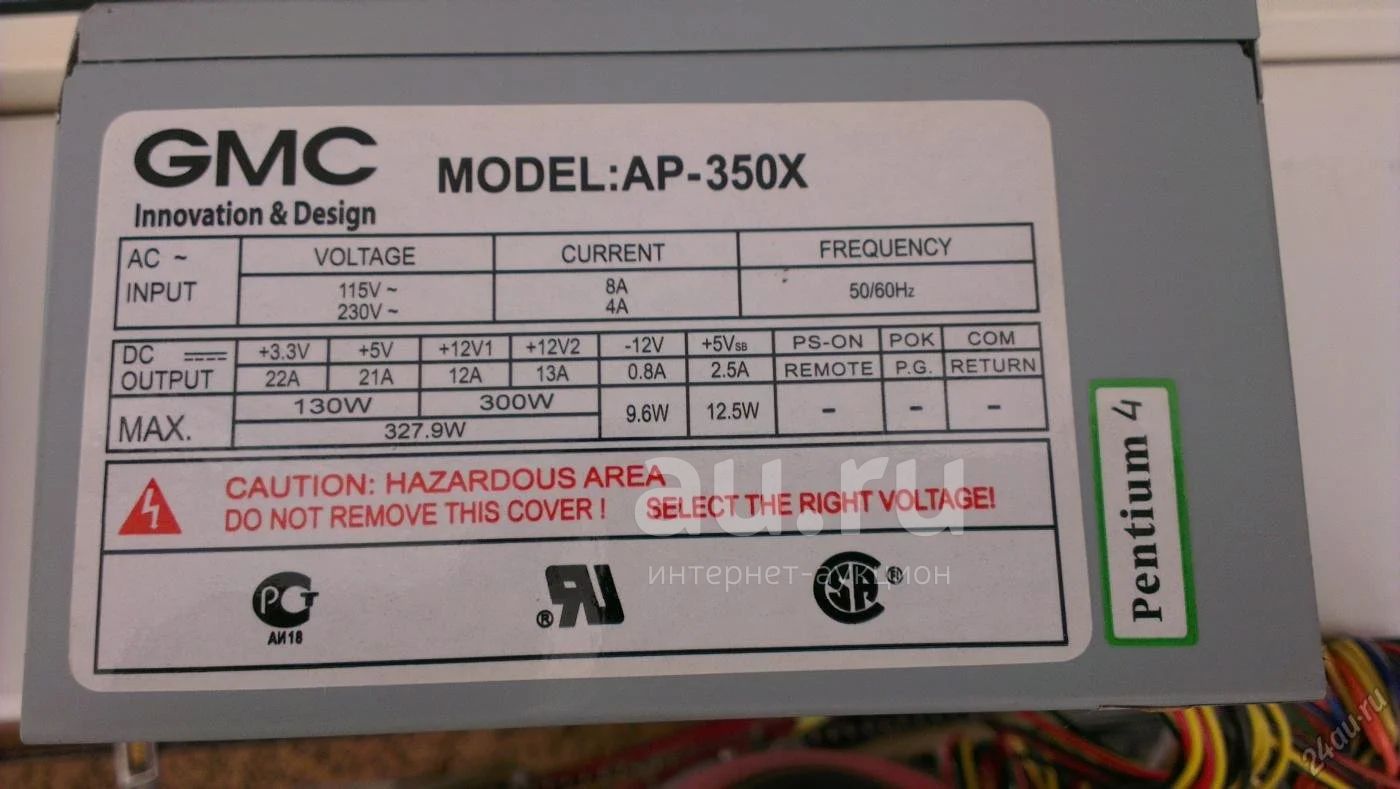 GMC
Innovation & Design
MODEL:AP-350X
AC ~ INPUT
VOLTAGE
CURRENT
FREQUENCY
115V ~
230V ~
8A
4A
50/60Hz
DC OUTPUT
+3.3V +5V +12V1 +12V2 -12V +5VSB PS-ON POK COM
22A 21A 12A 13A 0.8A 2.5A REMOTE P.G. RETURN
MAX.
130W 300W 9.6W 12.5W - - -
327.9W
CAUTION: HAZARDOUS AREA
DO NOT REMOVE THIS COVER ! SELECT THE RIGHT VOLTAGE!
РСТ
АИ18
®
®
Pentium 4
au.ru
интернет-аукцион
24au.ru